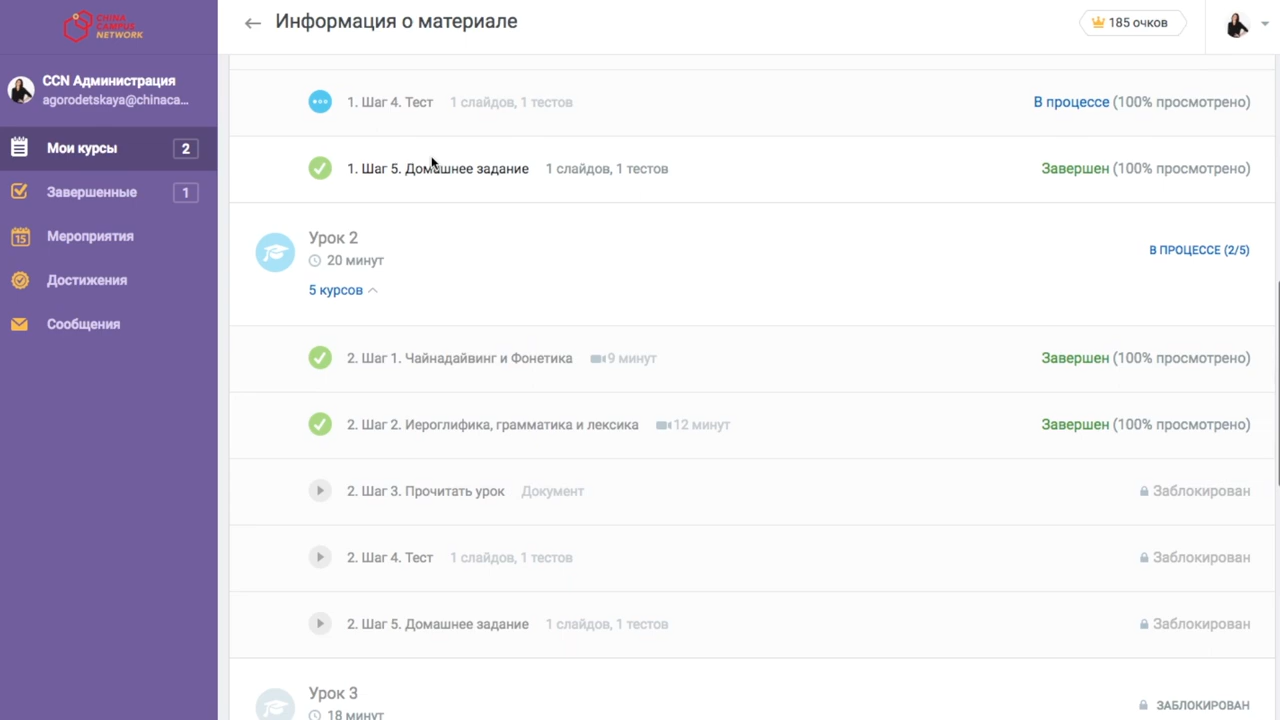 CHINA
CAMPUS
NETWORK
Информация о материале
185 очков
CCN Администрация
agorodetskaya@chinaca...
Мои курсы 2
Завершенные 1
15 Мероприятия
Достижения
Сообщения
1. Шаг 4. Тест 1 слайдов, 1 тестов В процессе (100% просмотрено)
1. Шаг 5. Домашнее задание 1 слайдов, 1 тестов Завершен (100% просмотрено)
Урок 2
20 минут
В ПРОЦЕССЕ (2/5)
5 курсов
2. Шаг 1. Чайнадайвинг и Фонетика 9 минут Завершен (100% просмотрено)
2. Шаг 2. Иероглифика, грамматика и лексика 12 минут Завершен (100% просмотрено)
2. Шаг 3. Прочитать урок Документ Заблокирован
2. Шаг 4. Тест 1 слайдов, 1 тестов Заблокирован
2. Шаг 5. Домашнее задание 1 слайдов, 1 тестов Заблокирован
Урок 3
ЗАБЛОКИРОВАН
18 минут